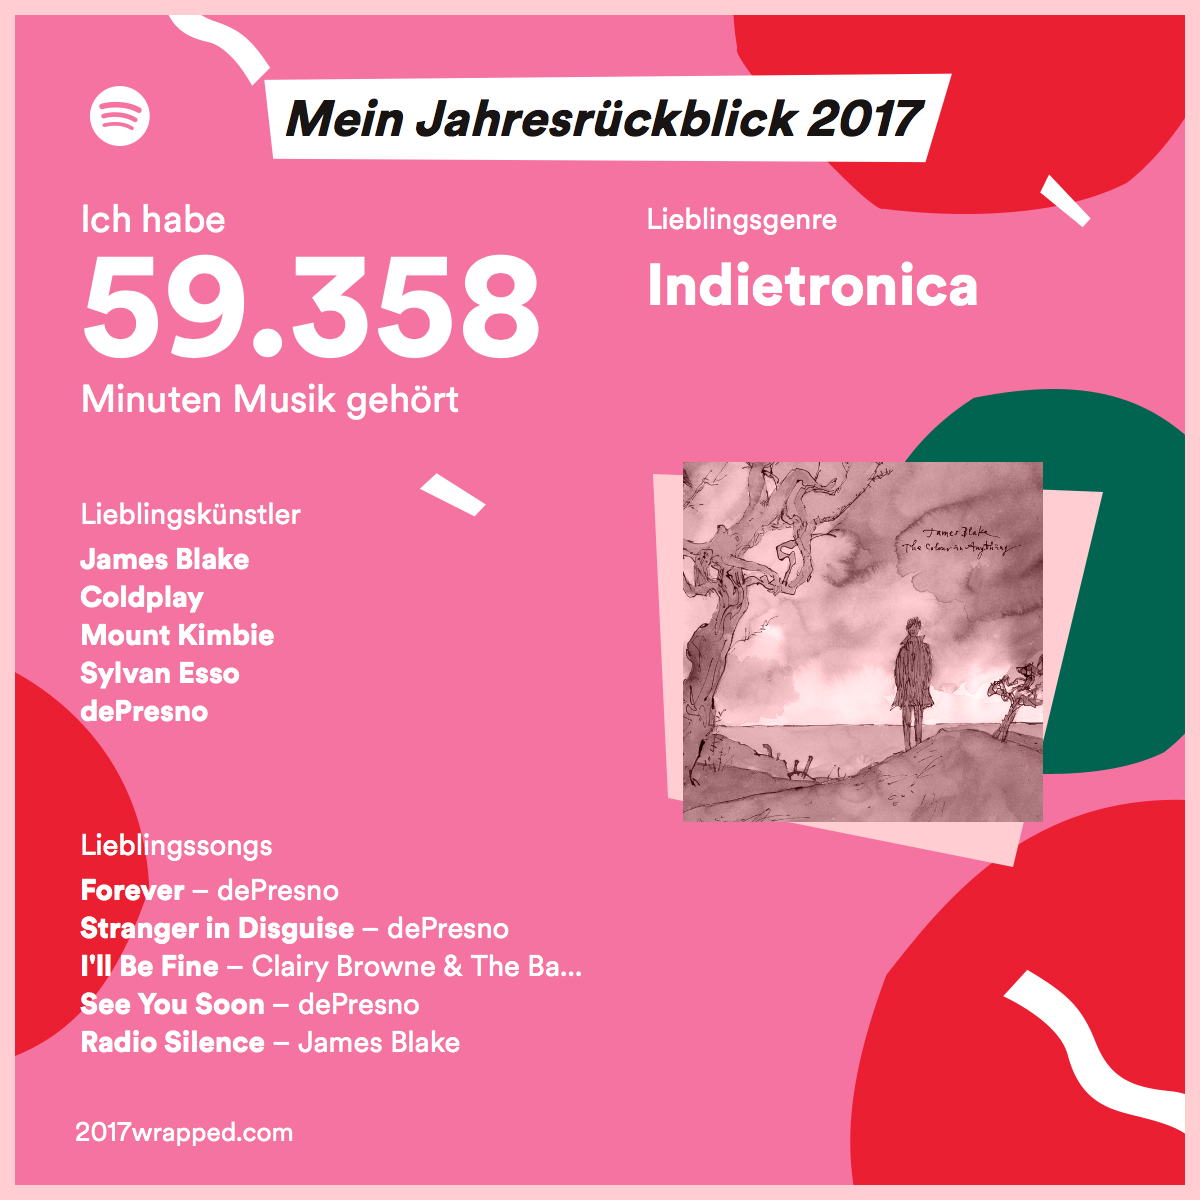 Mein Jahresrückblick 2017
Ich habe
59.358
Minuten Musik gehört
Lieblingsgenre
Indietronica
Lieblingskünstler
James Blake
Coldplay
Mount Kimbie
Sylvan Esso
dePresno
James Blake
The Colour in Anything
Lieblingssongs
Forever – dePresno
Stranger in Disguise – dePresno
I'll Be Fine – Clairy Browne & The Ba...
See You Soon – dePresno
Radio Silence – James Blake
2017wrapped.com